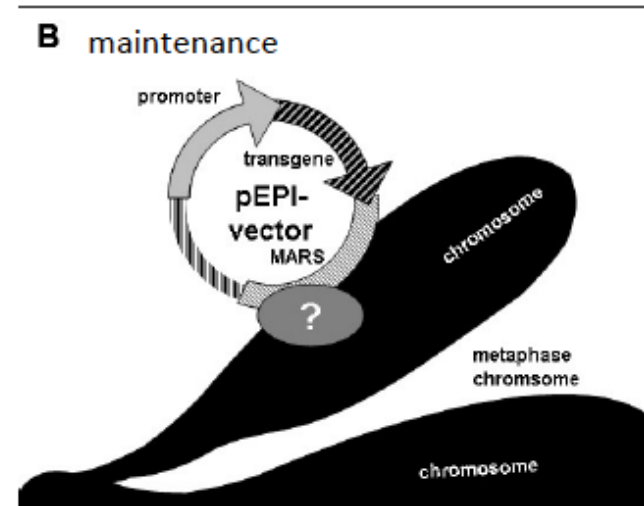 B maintenance
promoter
transgene
pEPI-
vector
MARS
?
chromosome
metaphase
chromsome
chromosome